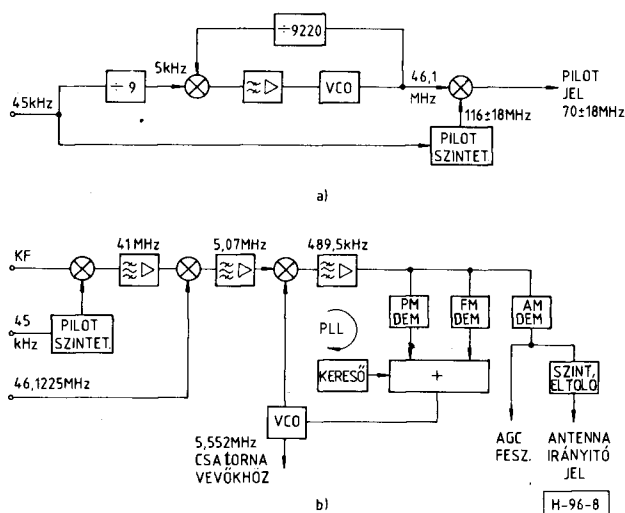 ÷9220
5kHz
÷ 9
VCO
46,1
MHz
PILOT
JEL
70±18MHz
45kHz
116±18MHz
PILOT
SZINTET.
a)
KF
41MHz
5,07MHz
489,5kHz
45
kHz
PILOT
SZINTET.
PM
DEM
FM
DEM
AM
DEM
PLL
KERESŐ
+
SZINT,
ELTOLO
46,1225MHz
VCO
5,552MHz
CSATORNA
VEVŐKHÖZ
AGC
FESZ.
ANTENNA
IRÁNYITÓ
JEL
b)
H-96-8